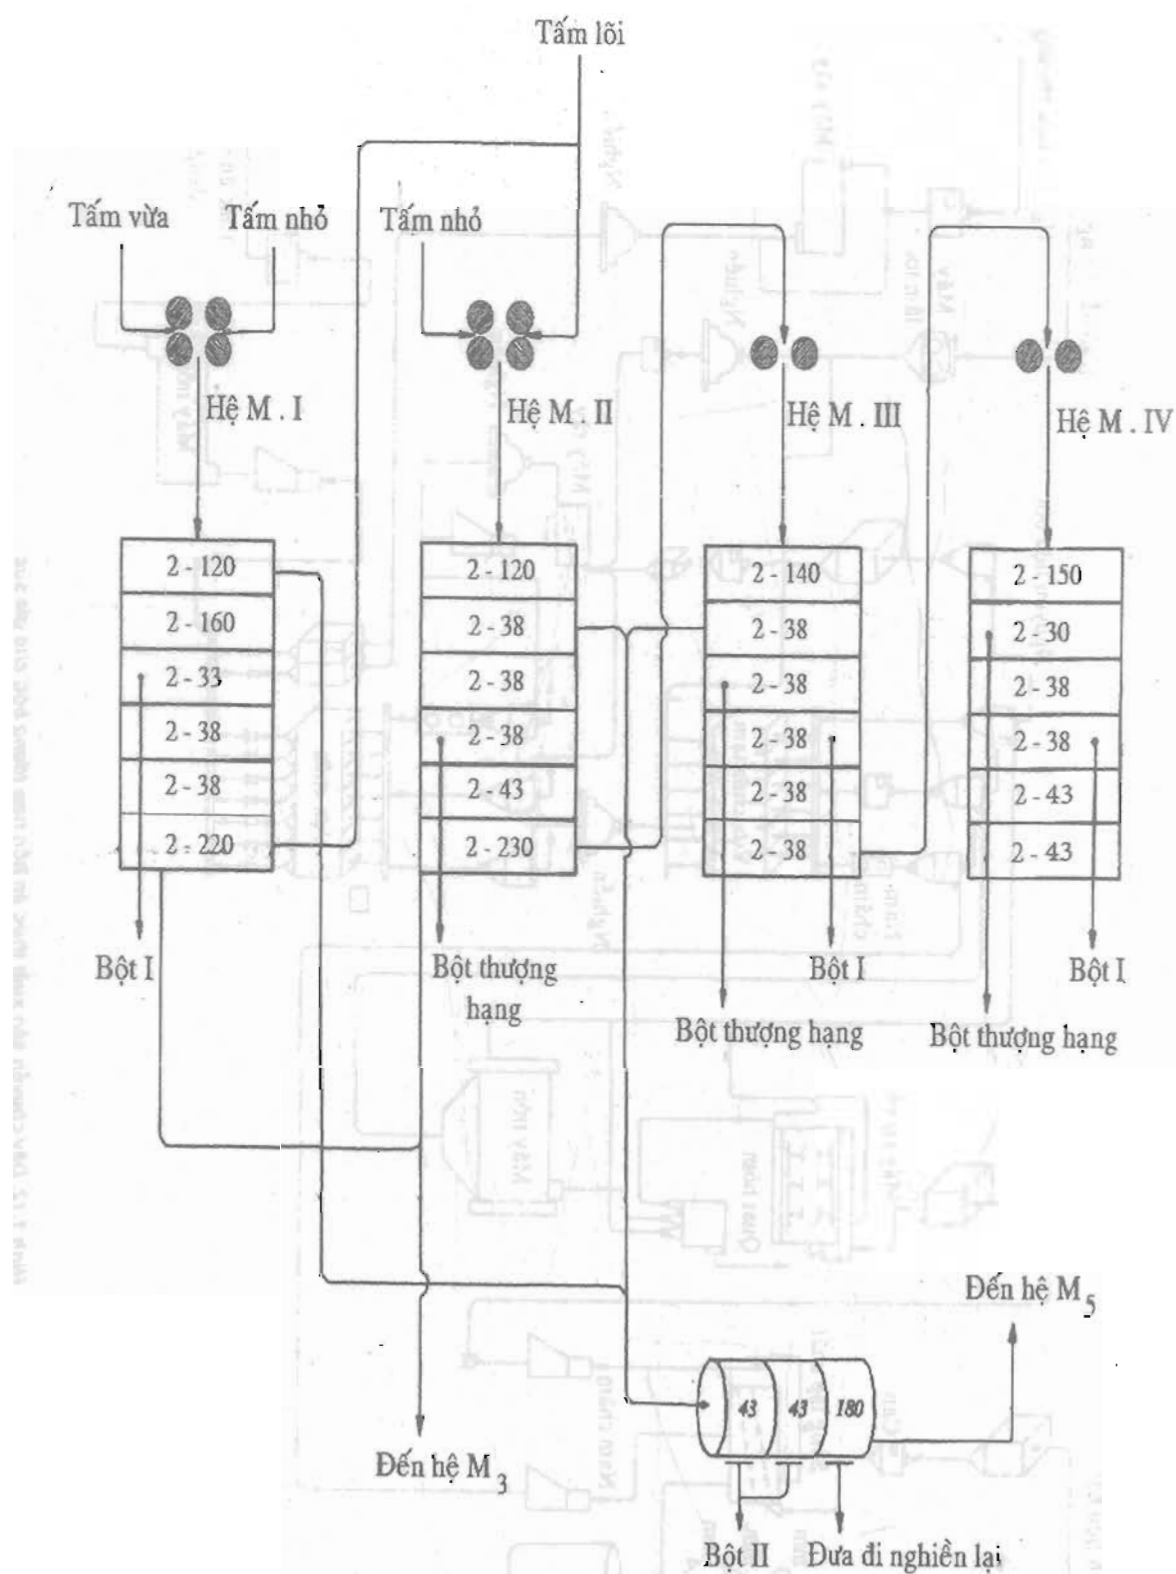 Tấm lõi
Tấm vừa
Tấm nhỏ
Tấm nhỏ
Hệ M . I
Hệ M . II
Hệ M . III
Hệ M . IV
2 - 120
2 - 160
2 - 33
2 - 38
2 - 38
2 - 220
2 - 120
2 - 38
2 - 38
2 - 38
2 - 43
2 - 230
2 - 140
2 - 38
2 - 38
2 - 38
2 - 38
2 - 38
2 - 150
2 - 30
2 - 38
2 - 38
2 - 43
2 - 43
Bột I
Bột thượng
hạng
Bột thượng hạng
Bột I
Bột thượng hạng
Bột I
Đến hệ M5
43
43
180
Đến hệ M3
Bột II
Đưa đi nghiền lại